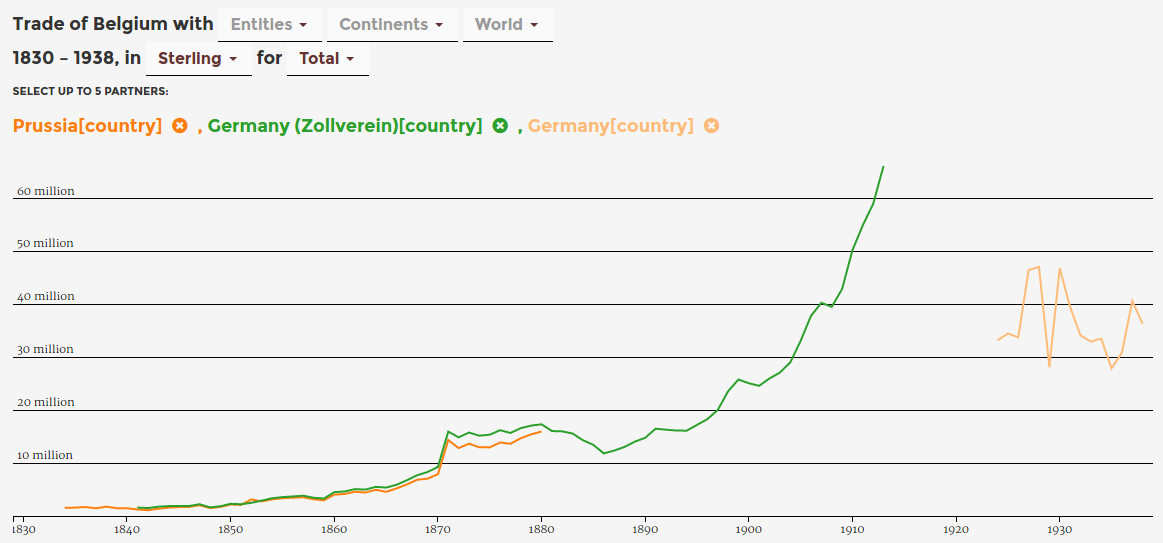 Trade of Belgium with Entities Continents World
1830 – 1938, in Sterling for Total
SELECT UP TO 5 PARTNERS:
Prussia[country] , Germany (Zollverein)[country] , Germany[country]
60 million
50 million
40 million
30 million
20 million
10 million
1830 1840 1850 1860 1870 1880 1890 1900 1910 1920 1930